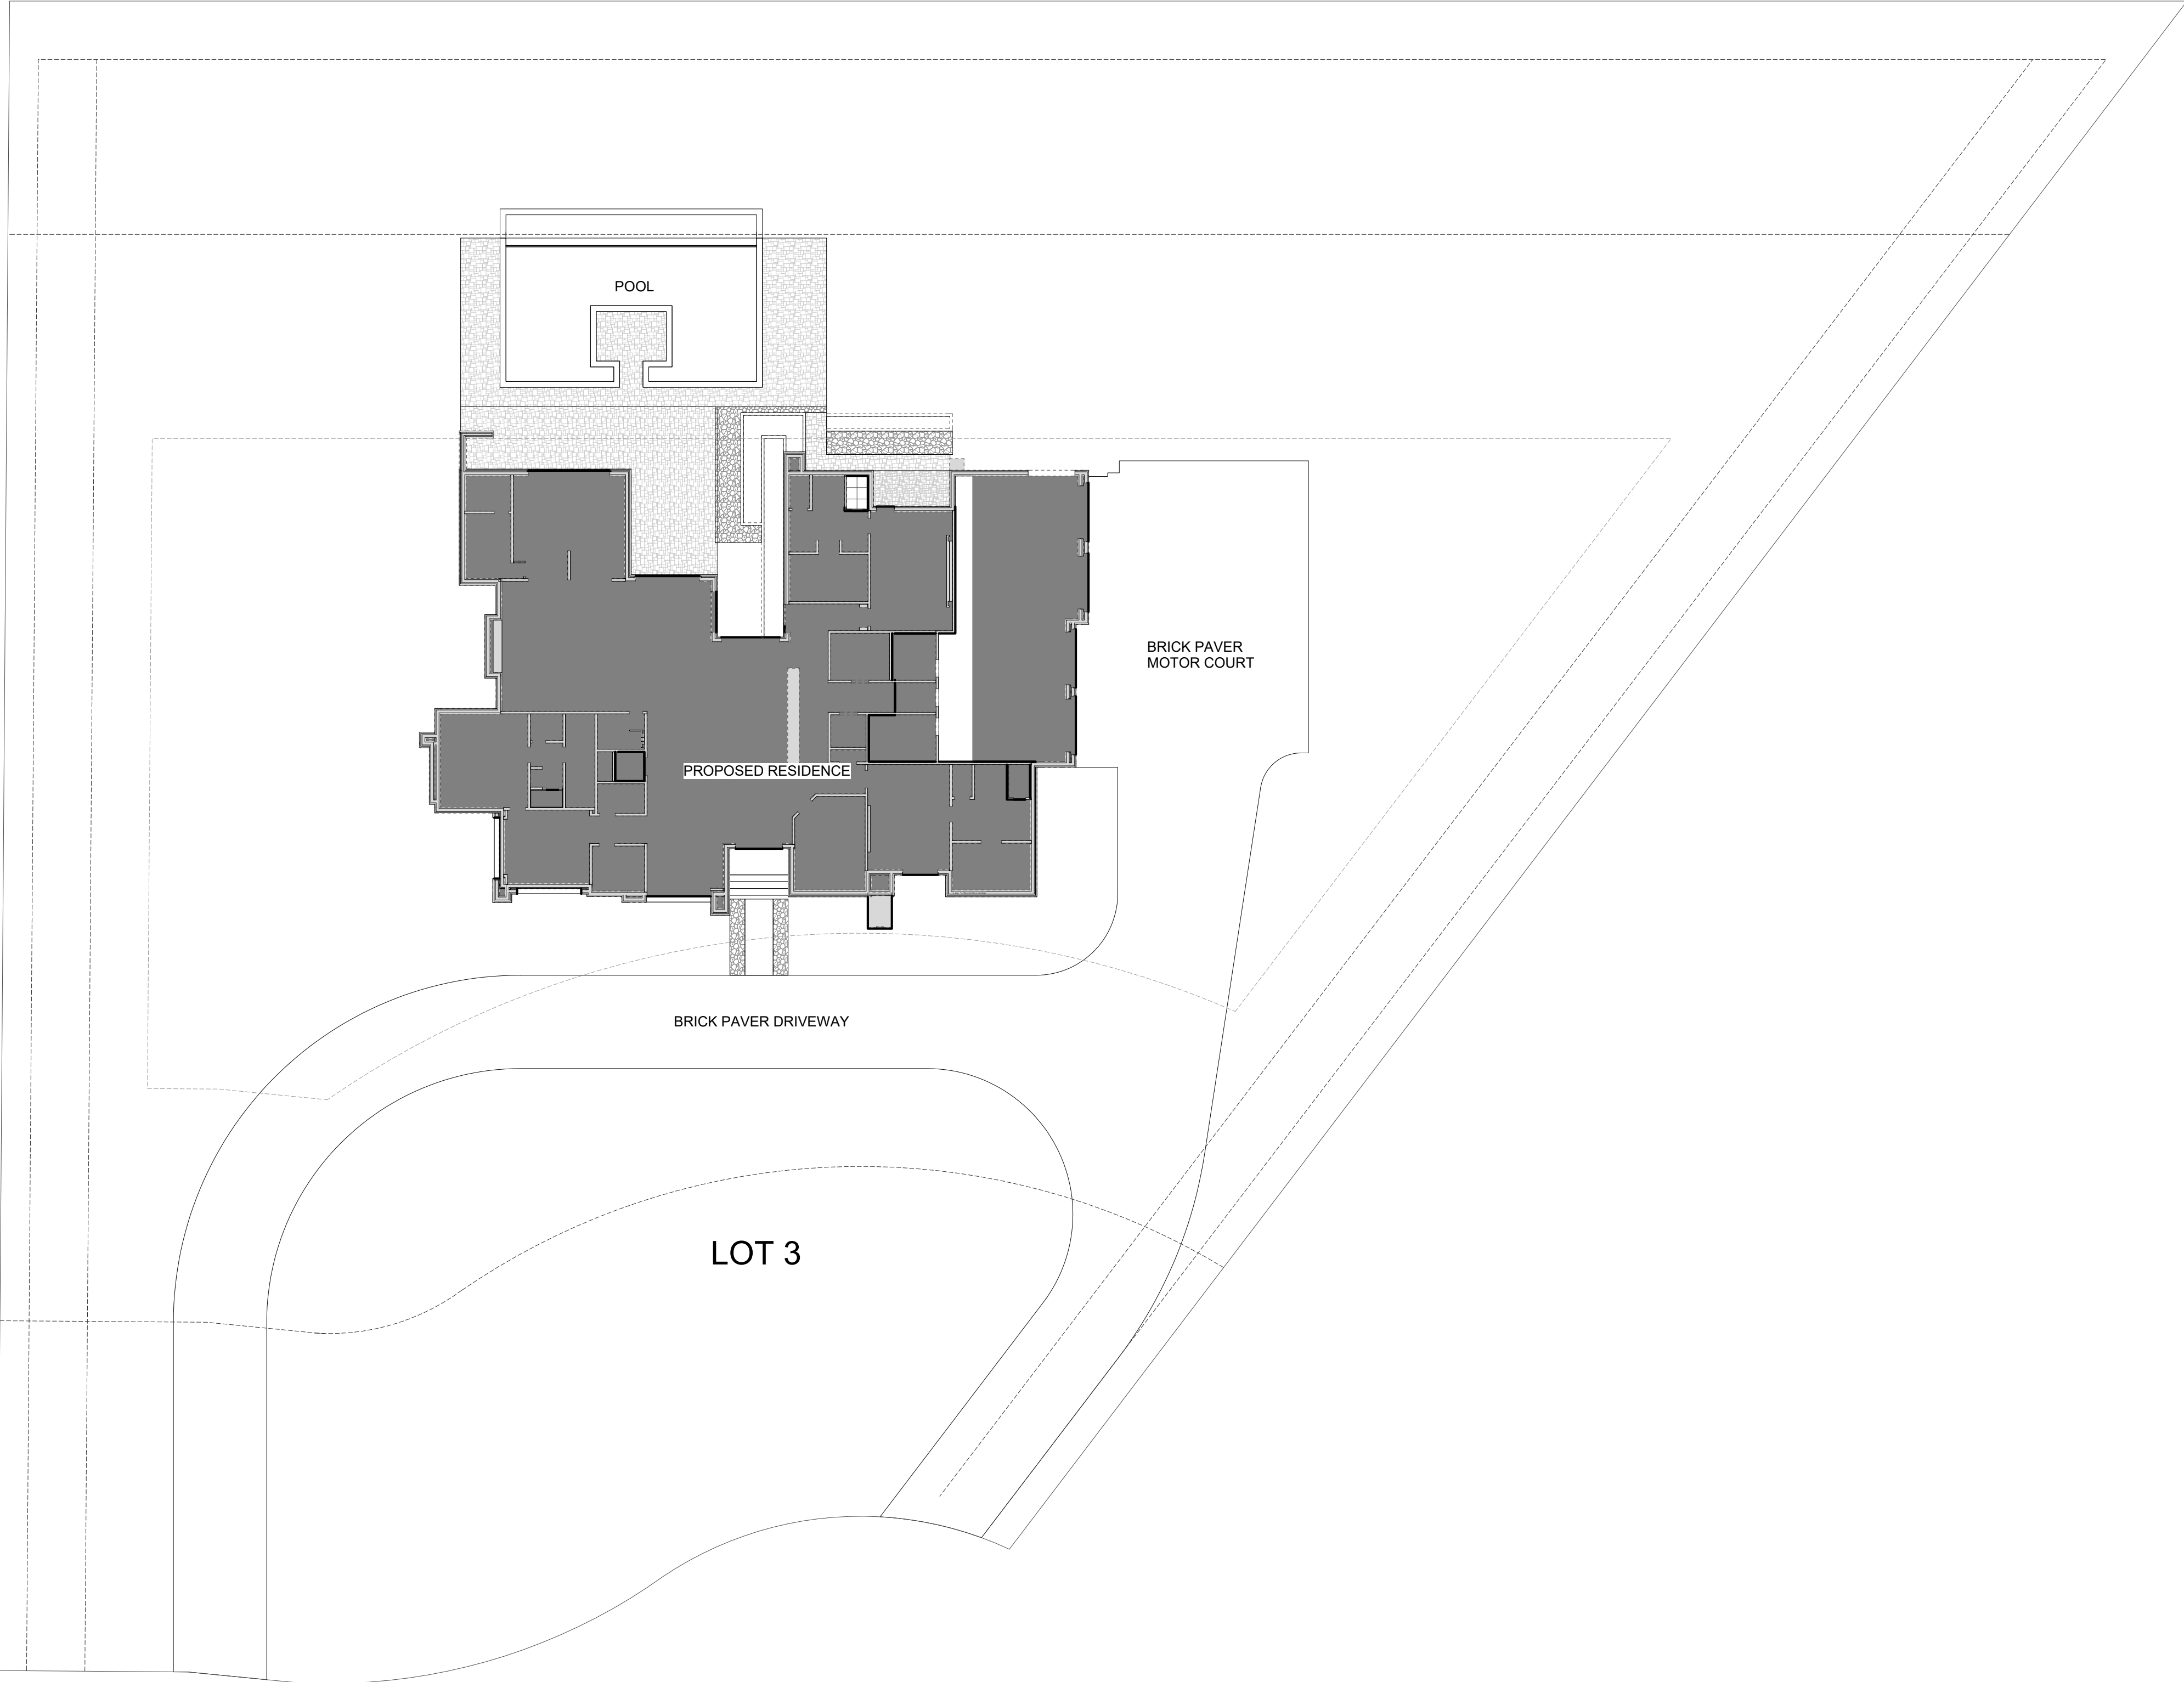 POOL
BRICK PAVER
MOTOR COURT
PROPOSED RESIDENCE
BRICK PAVER DRIVEWAY
LOT 3